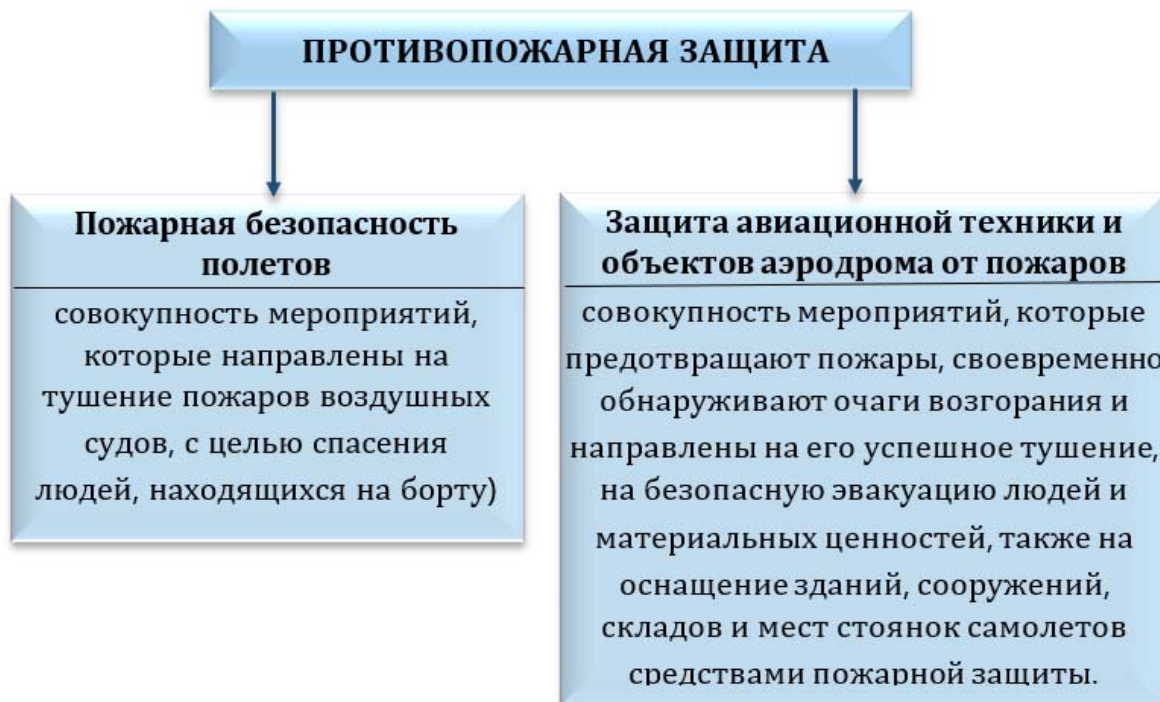 ПРОТИВОПОЖАРНАЯ ЗАЩИТА
Пожарная безопасность
полетов
совокупность мероприятий,
которые направлены на
тушение пожаров воздушных
судов, с целью спасения
людей, находящихся на борту)
Защита авиационной техники и
объектов аэродрома от пожаров
совокупность мероприятий, которые
предотвращают пожары, своевременно
обнаруживают очаги возгорания и
направлены на его успешное тушение,
на безопасную эвакуацию людей и
материальных ценностей, также на
оснащение зданий, сооружений,
складов и мест стоянок самолетов
средствами пожарной защиты.